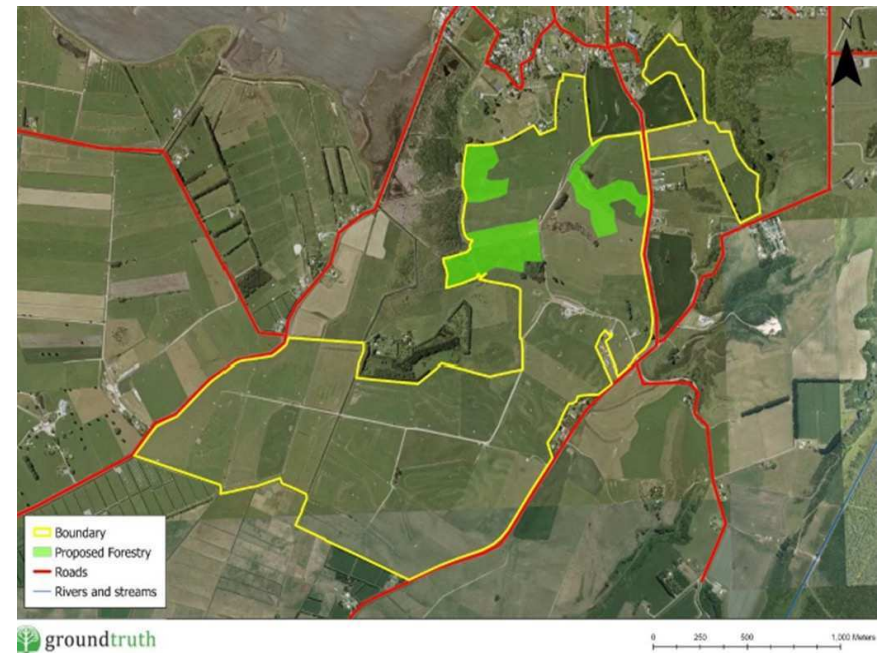 N
Boundary
Proposed Forestry
Roads
Rivers and streams
groundtruth
0 250 500 1,000 Meters